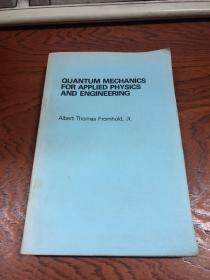 QUANTUM MECHANICS
FOR APPLIED PHYSICS
AND ENGINEERING
Albert Thomas Fromhold, Jr.